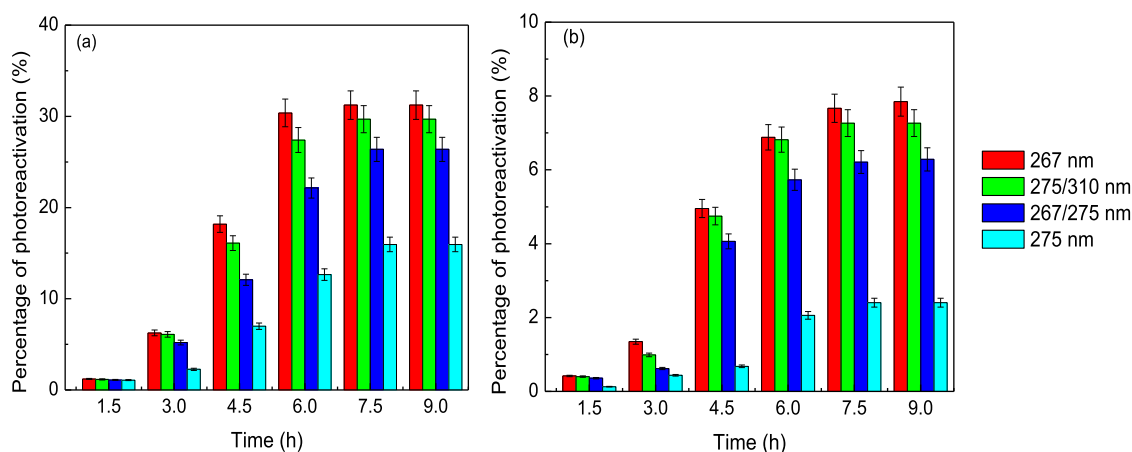 (a)
Percentage of photoreactivation (%)
40
30
20
10
0
1.5 3.0 4.5 6.0 7.5 9.0
Time (h)
(b)
Percentage of photoreactivation (%)
10
8
6
4
2
0
1.5 3.0 4.5 6.0 7.5 9.0
Time (h)
267 nm
275/310 nm
267/275 nm
275 nm